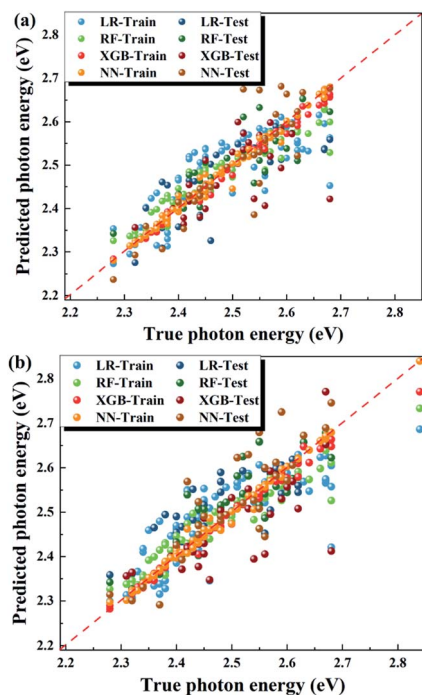 (a)
LR-Train LR-Test
RF-Train RF-Test
XGB-Train XGB-Test
NN-Train NN-Test
Predicted photon energy (eV)
2.8
2.7
2.6
2.5
2.4
2.3
2.2
2.2 2.3 2.4 2.5 2.6 2.7 2.8
True photon energy (eV)
(b)
LR-Train LR-Test
RF-Train RF-Test
XGB-Train XGB-Test
NN-Train NN-Test
Predicted photon energy (eV)
2.8
2.7
2.6
2.5
2.4
2.3
2.2
2.2 2.3 2.4 2.5 2.6 2.7 2.8
True photon energy (eV)